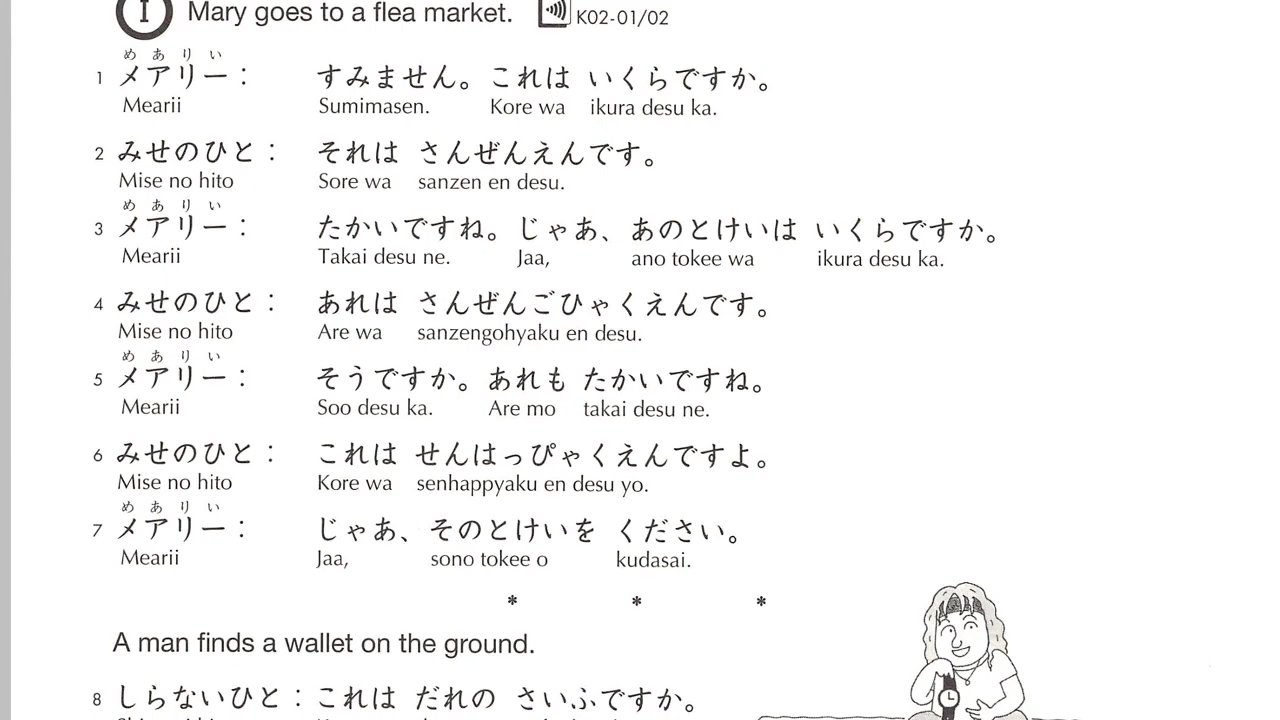 I Mary goes to a flea market. K02-01/02
めありい
1 メアリー： すみません。これは いくらですか。
Mearii Sumimasen. Kore wa ikura desu ka.
2 みせのひと： それは さんぜんえんです。
Mise no hito Sore wa sanzen en desu.
めありい
3 メアリー： たかいですね。じゃあ、あのとけいは いくらですか。
Mearii Takai desu ne. Jaa, ano tokee wa ikura desu ka.
4 みせのひと： あれは さんぜんごひゃくえんです。
Mise no hito Are wa sanzengohyaku en desu.
めありい
5 メアリー： そうですか。あれも たかいですね。
Mearii Soo desu ka. Are mo takai desu ne.
6 みせのひと： これは せんはっぴゃくえんですよ。
Mise no hito Kore wa senhappyaku en desu yo.
めありい
7 メアリー： じゃあ、そのとけいを ください。
Mearii Jaa, sono tokee o kudasai.
* * *
A man finds a wallet on the ground.
8 しらないひと： これは だれの さいふですか。